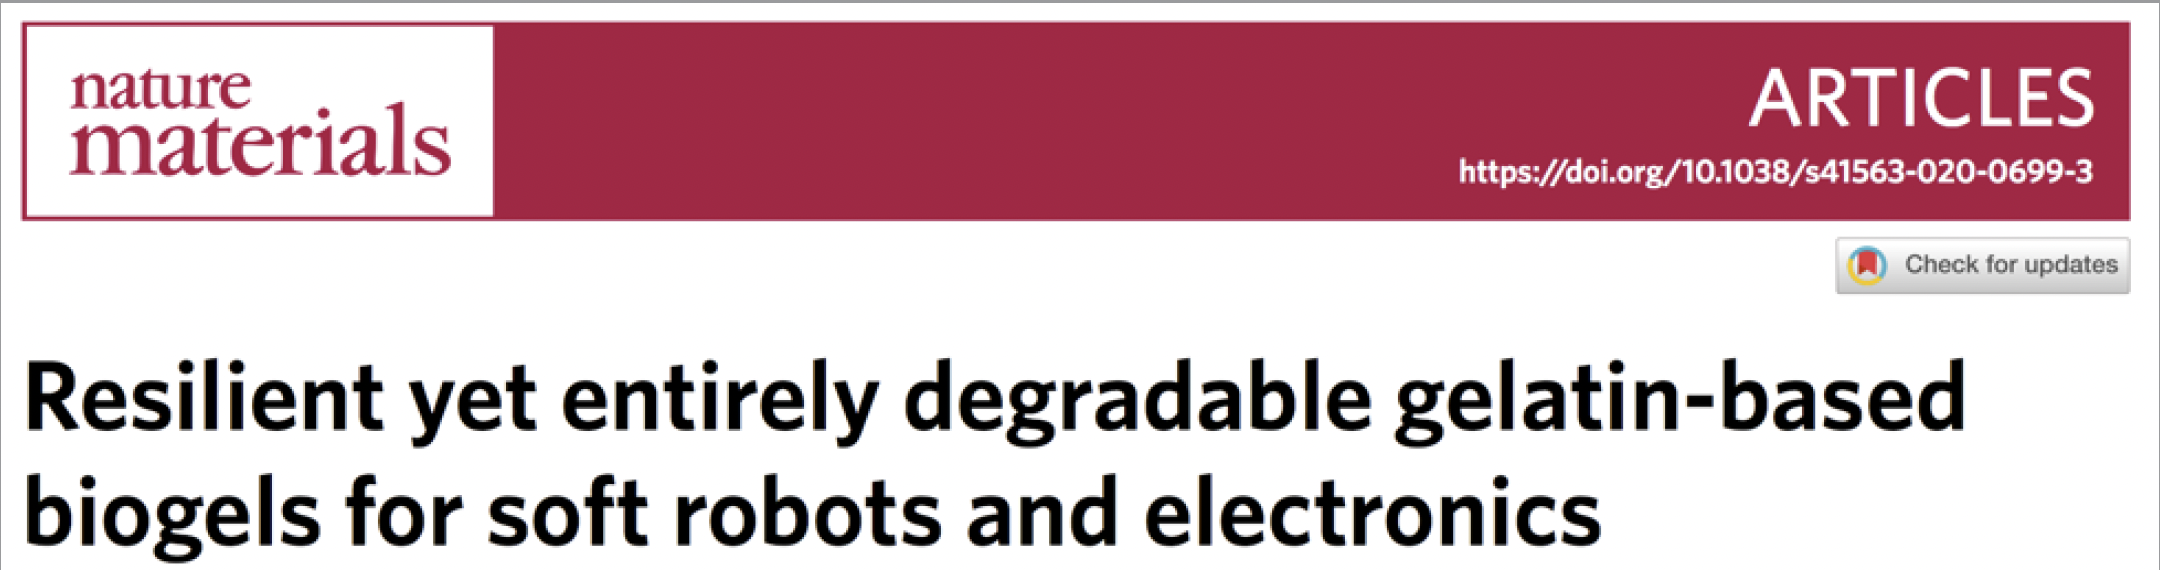 nature
materials
ARTICLES
https://doi.org/10.1038/s41563-020-0699-3
Check for updates
Resilient yet entirely degradable gelatin-based
biogels for soft robots and electronics